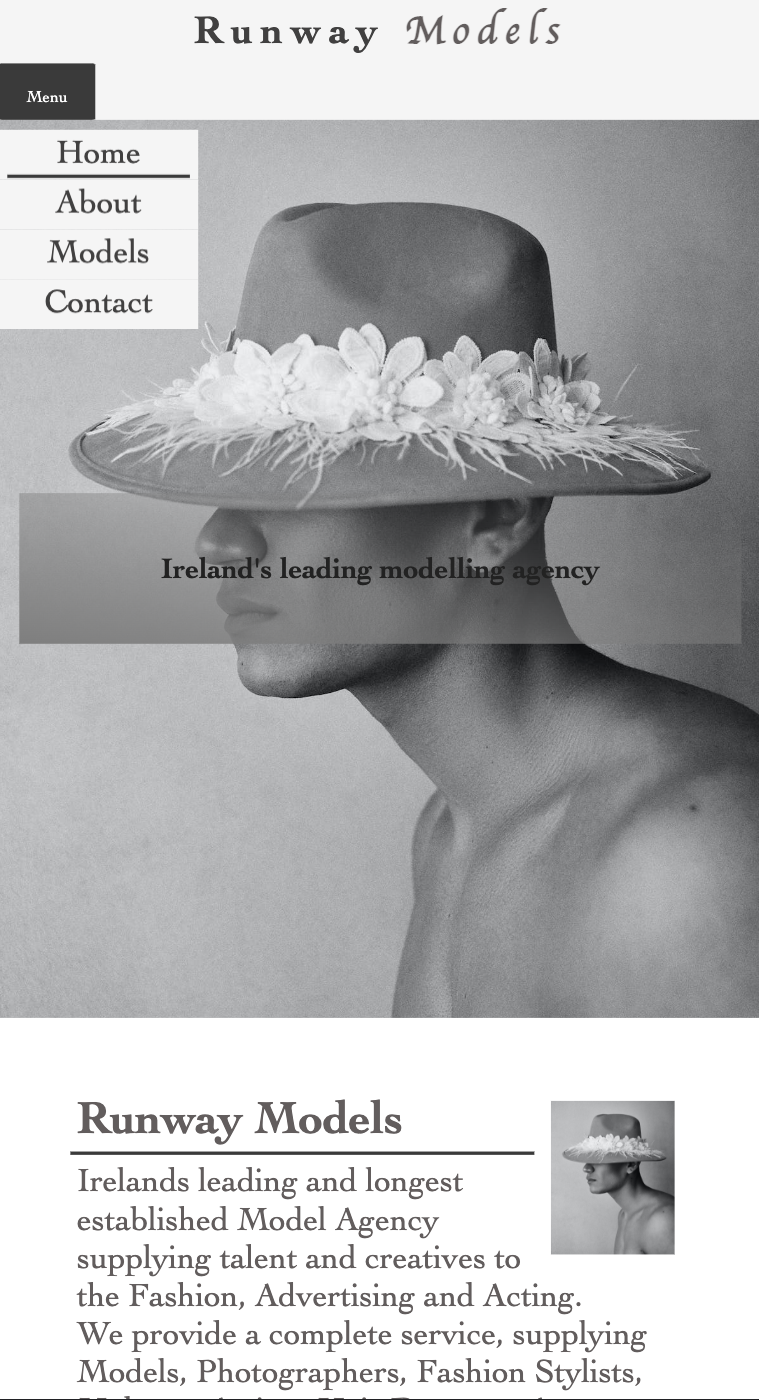 Runway Models
Menu
Home
About
Models
Contact
Ireland's leading modelling agency
Runway Models
Irelands leading and longest
established Model Agency
supplying talent and creatives to
the Fashion, Advertising and Acting.
We provide a complete service, supplying
Models, Photographers, Fashion Stylists,